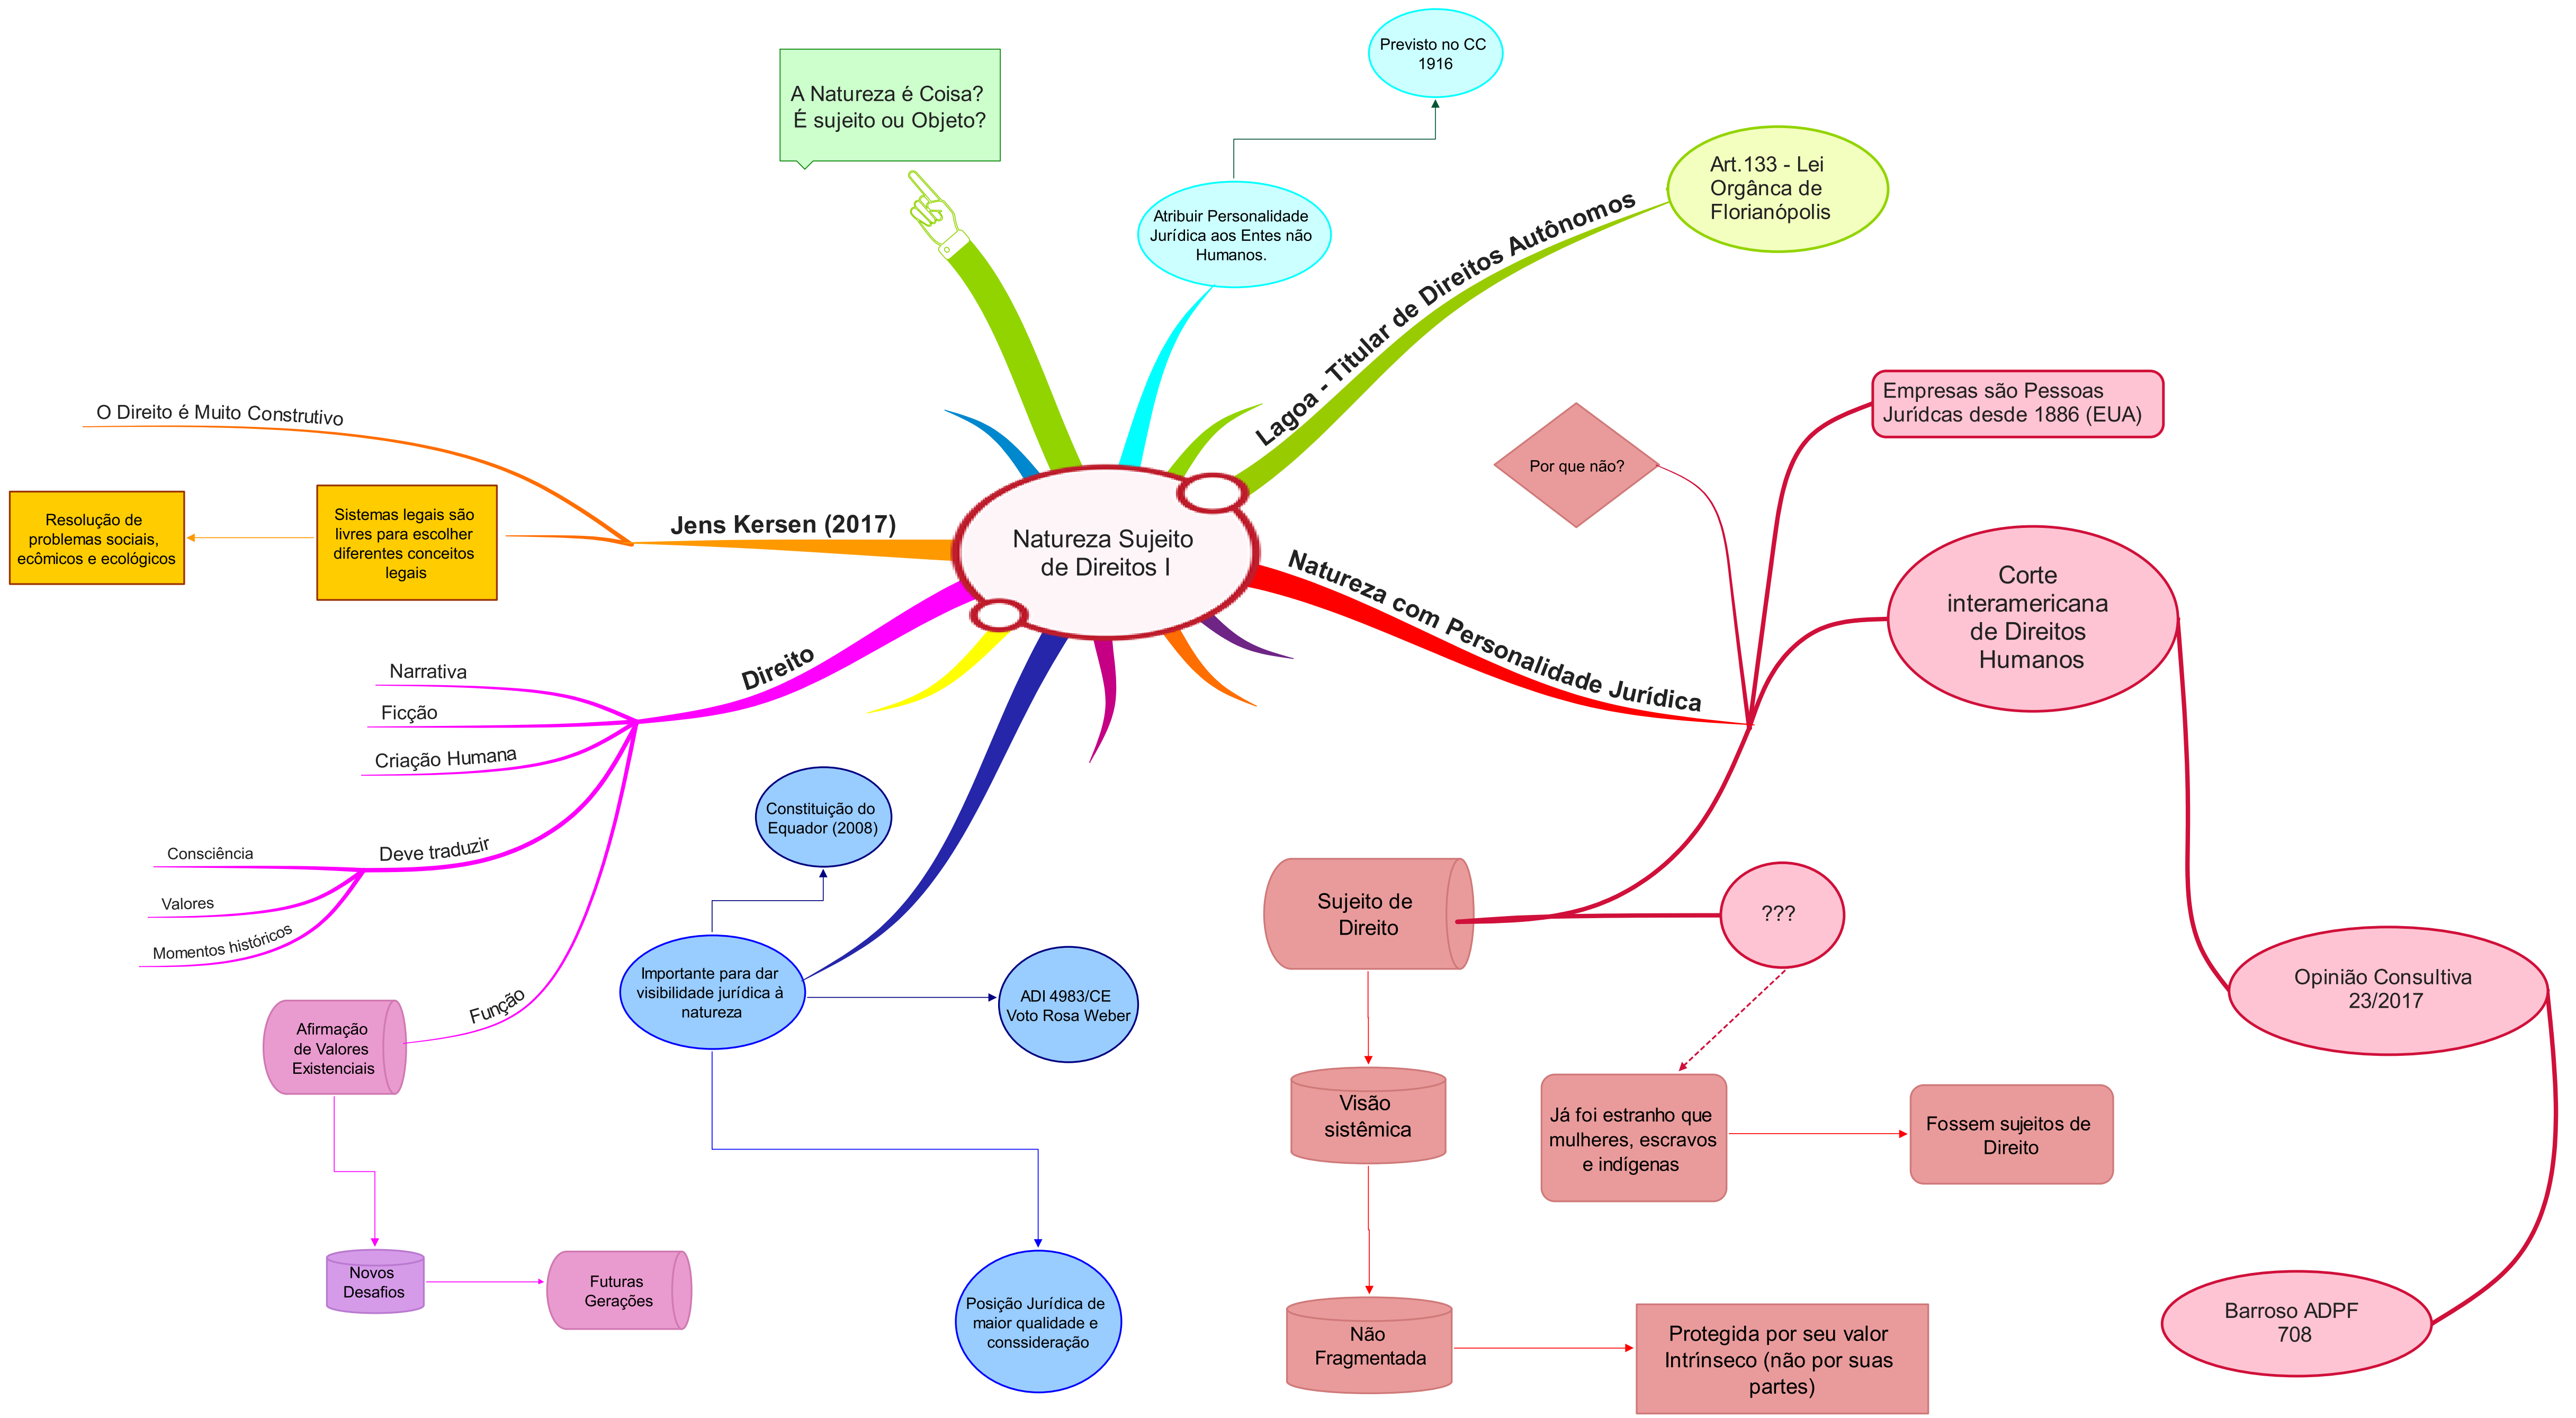 Natureza Sujeito
de Direitos I
A Natureza é Coisa?
É sujeito ou Objeto?
Atribuir Personalidade
Jurídica aos Entes não
Humanos.
Previsto no CC
1916
Lagoa - Titular de Direitos Autônomos
Art.133 - Lei
Orgânca de
Florianópolis
Natureza com Personalidade Jurídica
Por que não?
Empresas são Pessoas
Jurídcas desde 1886 (EUA)
Corte
interamericana
de Direitos
Humanos
Opinião Consultiva
23/2017
Barroso ADPF
708
Sujeito de
Direito
???
Já foi estranho que
mulheres, escravos
e indígenas
Fossem sujeitos de
Direito
Visão
sistêmica
Não
Fragmentada
Protegida por seu valor
Intrínseco (não por suas
partes)
Importante para dar
visibilidade jurídica à
natureza
Constituição do
Equador (2008)
ADI 4983/CE
Voto Rosa Weber
Posição Jurídica de
maior qualidade e
conssideração
Direito
Narrativa
Ficção
Criação Humana
Deve traduzir
Consciência
Valores
Momentos históricos
Função
Afirmação
de Valores
Existenciais
Novos
Desafios
Futuras
Gerações
Jens Kersen (2017)
O Direito é Muito Construtivo
Sistemas legais são
livres para escolher
diferentes conceitos
legais
Resolução de
problemas sociais,
ecômicos e ecológicos